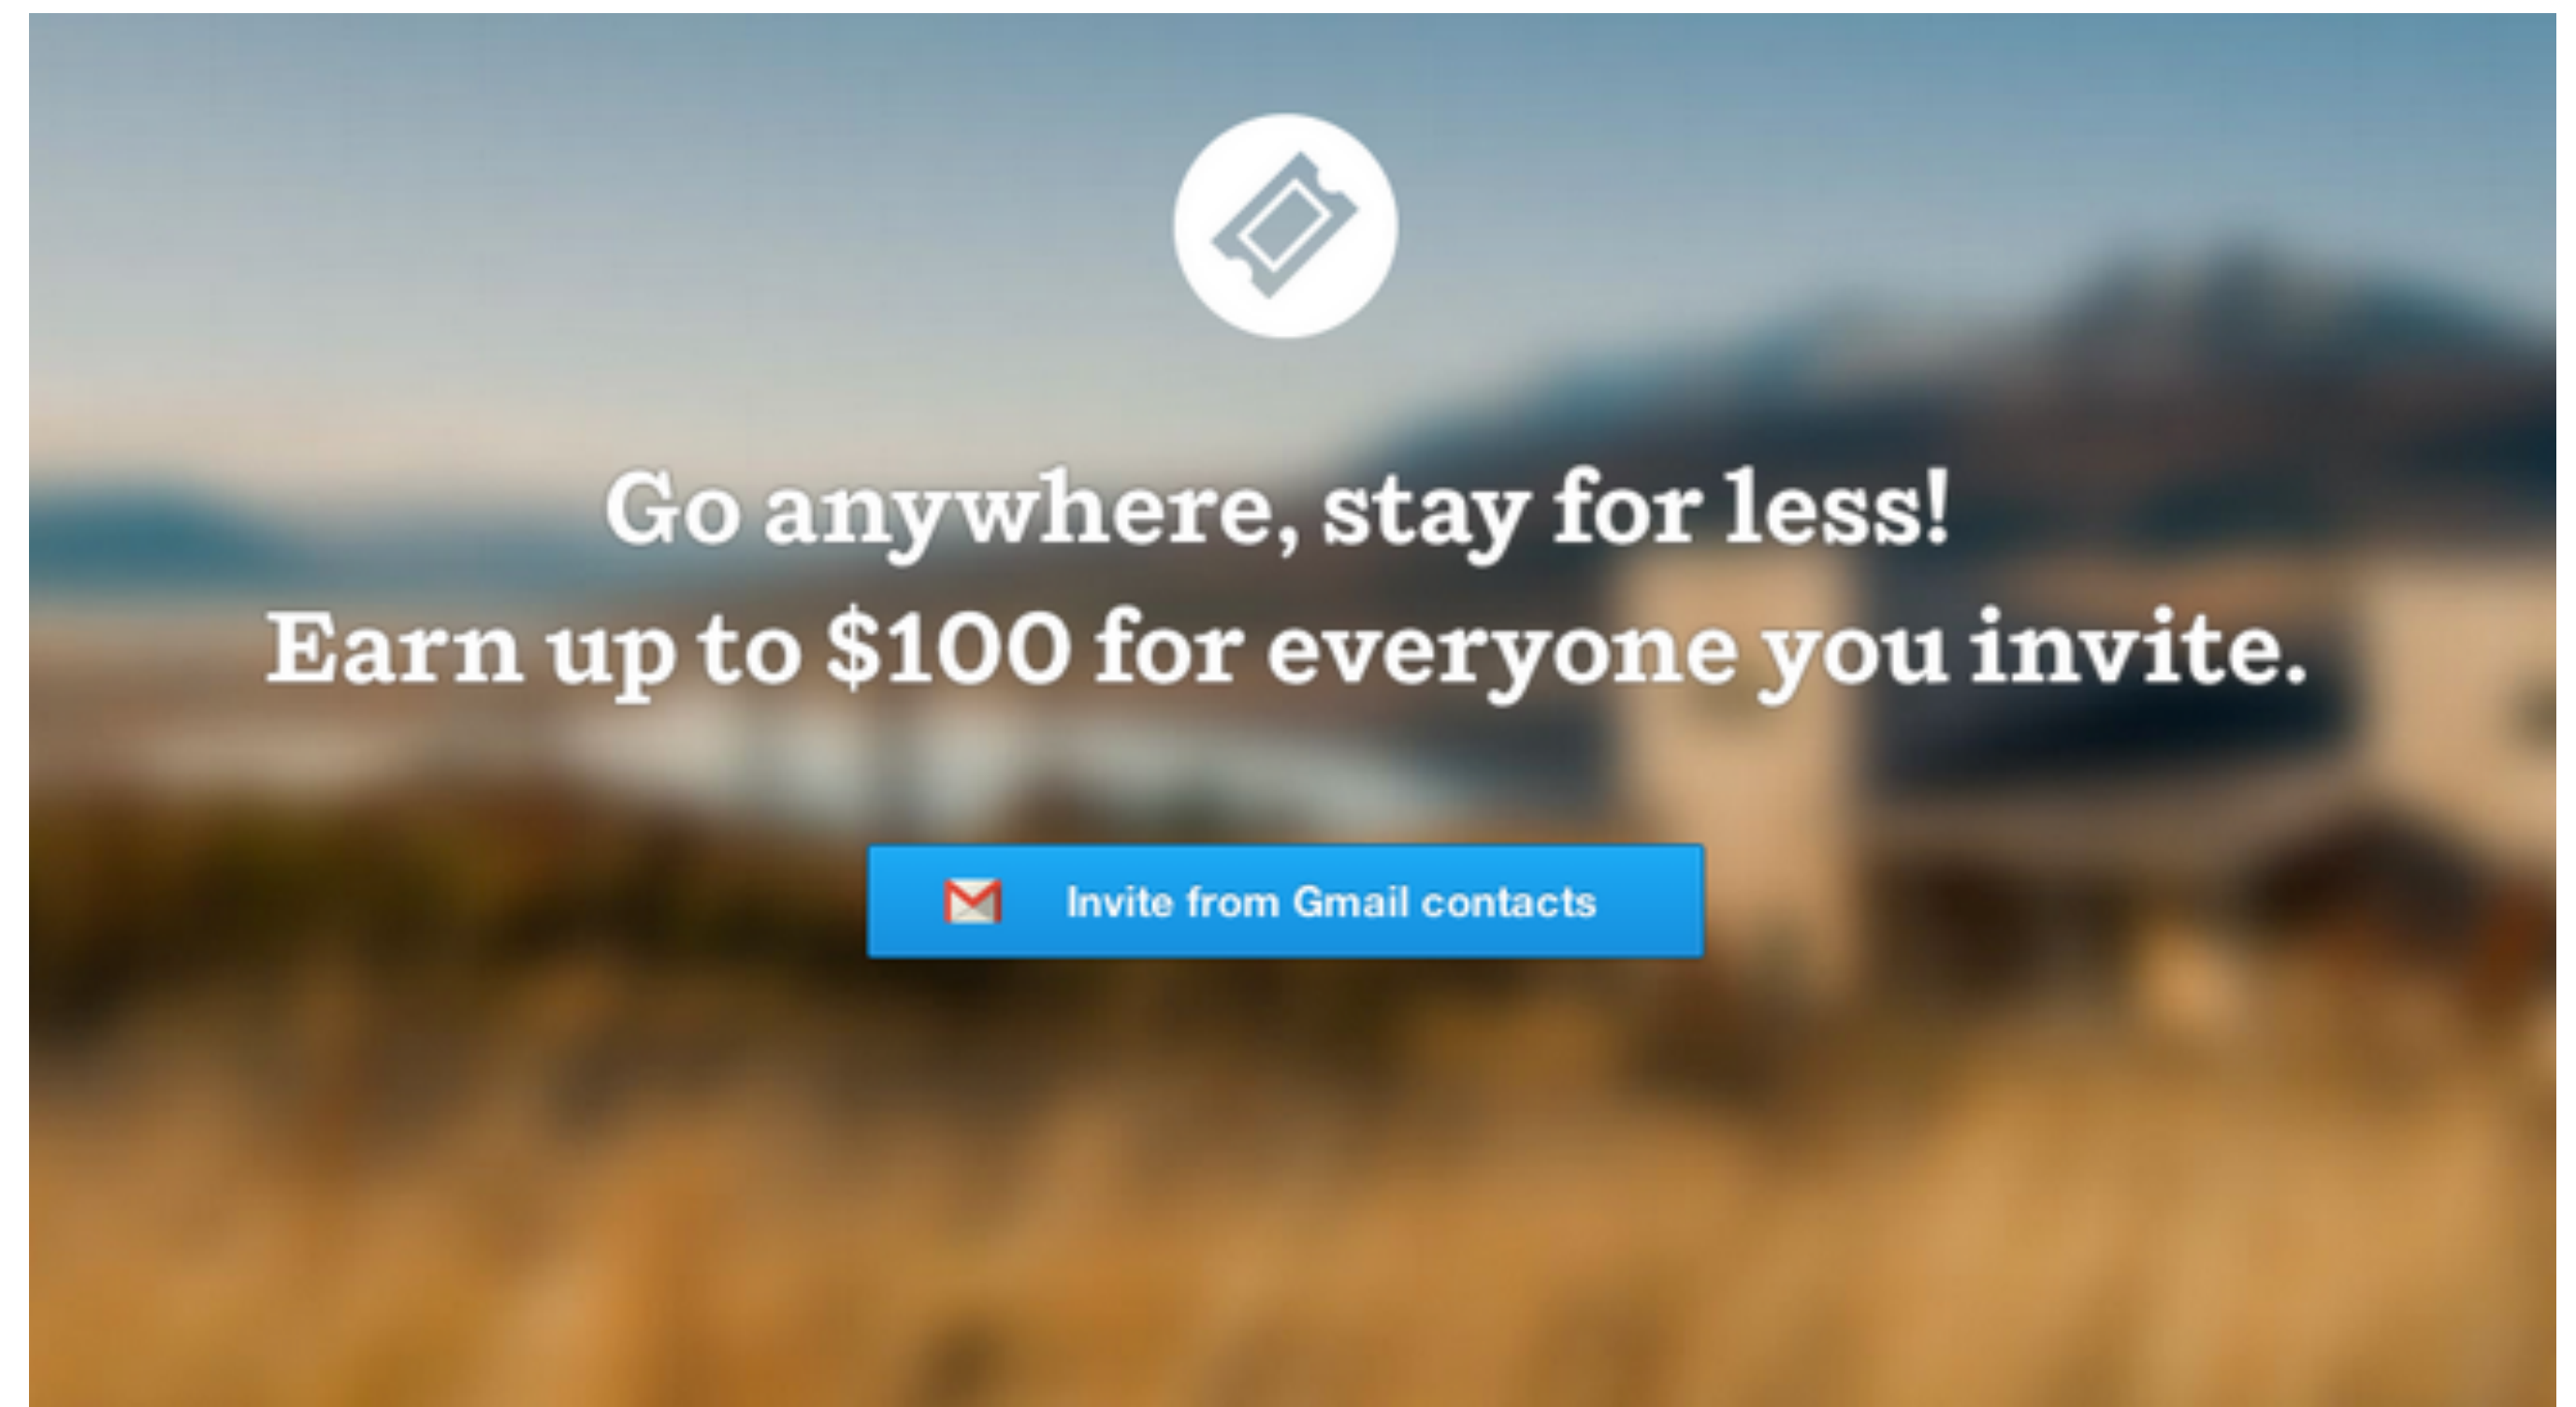 Go anywhere, stay for less!
Earn up to $100 for everyone you invite.
Invite from Gmail contacts